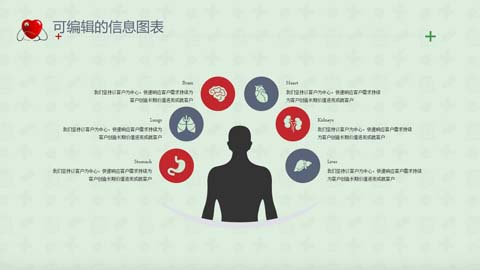 可编辑的信息图表
Brain
我们坚持以客户为中心，快速响应客户需求持续为
客户创造长期价值进而成就客户
Heart
我们坚持以客户为中心，快速响应客户需求持续
为客户创造长期价值进而成就客户
Lungs
我们坚持以客户为中心，快速响应客户需求持续为
客户创造长期价值进而成就客户
Kidneys
我们坚持以客户为中心，快速响应客户需求持续
为客户创造长期价值进而成就客户
Stomach
我们坚持以客户为中心，快速响应客户需求持续为
客户创造长期价值进而成就客户
Liver
我们坚持以客户为中心，快速响应客户需求持续
为客户创造长期价值进而成就客户